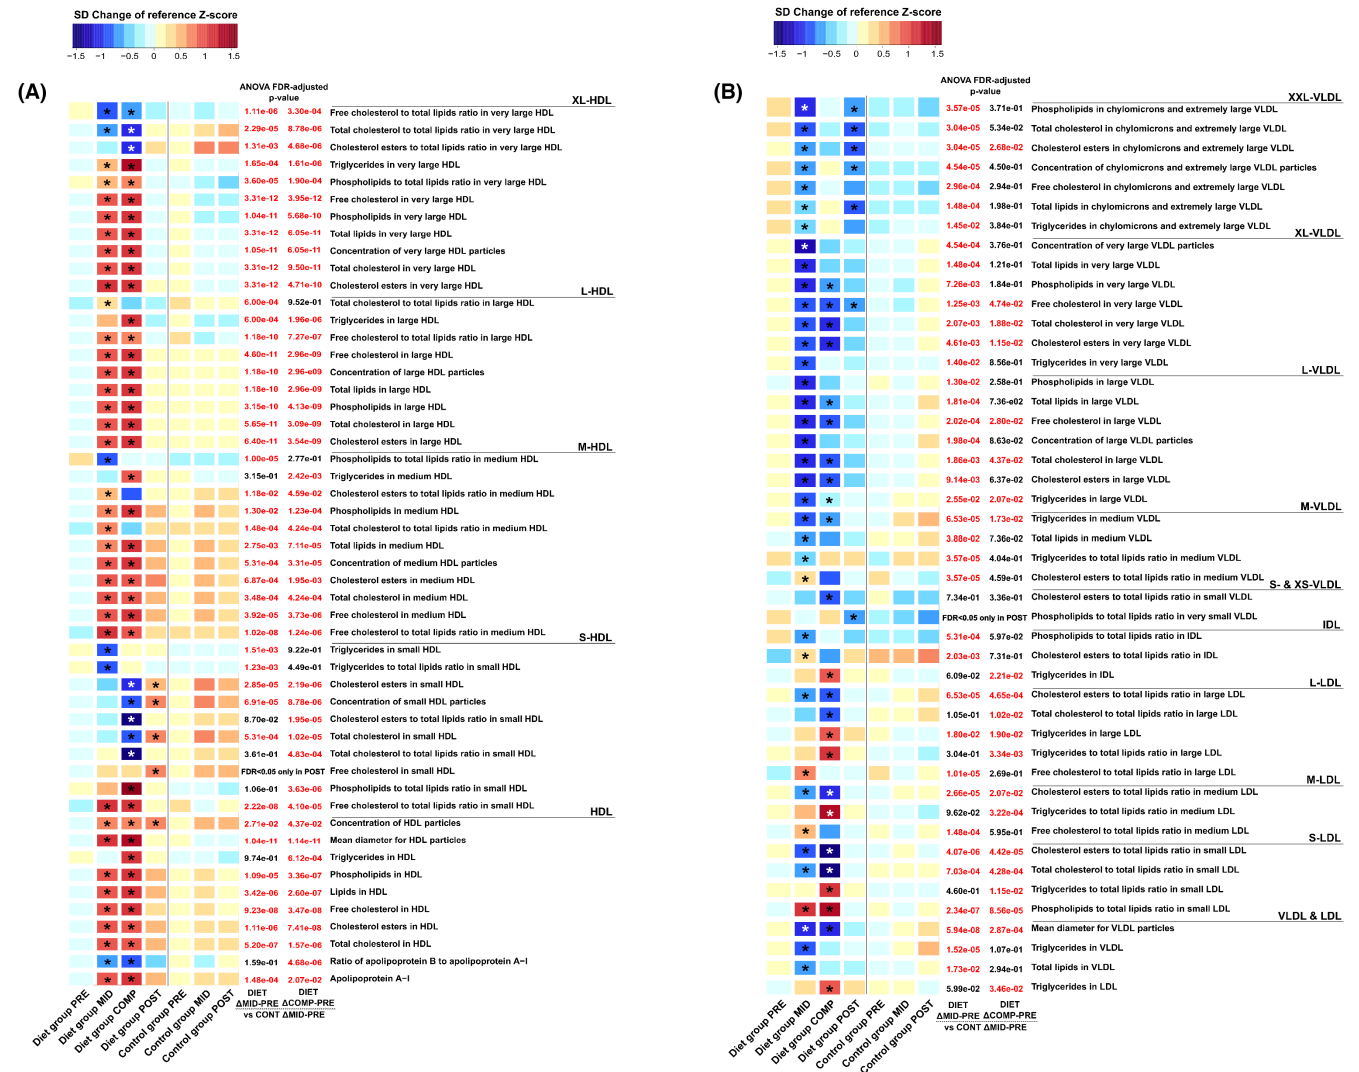 SD Change of reference Z-score
−1.5 −1 −0.5 0 0.5 1 1.5
(A)
ANOVA FDR-adjusted
p-value
XL-HDL
1.11e-06 3.30e-04 Free cholesterol to total lipids ratio in very large HDL
2.29e-05 8.78e-06 Total cholesterol to total lipids ratio in very large HDL
1.31e-03 4.68e-06 Cholesterol esters to total lipids ratio in very large HDL
1.65e-04 1.61e-06 Triglycerides in very large HDL
3.60e-05 1.90e-04 Phospholipids to total lipids ratio in very large HDL
3.31e-12 3.95e-12 Free cholesterol in very large HDL
1.04e-11 5.68e-10 Phospholipids in very large HDL
3.31e-12 6.05e-11 Total lipids in very large HDL
1.05e-11 6.05e-11 Concentration of very large HDL particles
3.31e-12 9.50e-11 Total cholesterol in very large HDL
3.31e-12 4.71e-10 Cholesterol esters in very large HDL
L-HDL
6.00e-04 9.52e-01 Total cholesterol to total lipids ratio in large HDL
6.00e-04 1.96e-06 Triglycerides in large HDL
1.18e-10 7.27e-07 Free cholesterol to total lipids ratio in large HDL
4.60e-11 2.96e-09 Free cholesterol in large HDL
1.18e-10 2.96-e09 Concentration of large HDL particles
1.18e-10 2.96e-09 Total lipids in large HDL
3.15e-10 4.13e-09 Phospholipids in large HDL
5.65e-11 3.09e-09 Total cholesterol in large HDL
6.40e-11 3.54e-09 Cholesterol esters in large HDL
M-HDL
1.00e-05 2.77e-01 Phospholipids to total lipids ratio in medium HDL
3.15e-01 2.42e-03 Triglycerides in medium HDL
1.18e-02 4.59e-02 Cholesterol esters to total lipids ratio in medium HDL
1.30e-02 1.23e-04 Phospholipids in medium HDL
1.48e-04 4.24e-04 Total cholesterol to total lipids ratio in medium HDL
2.75e-03 7.11e-05 Total lipids in medium HDL
5.31e-04 3.31e-05 Concentration of medium HDL particles
6.87e-04 1.95e-03 Cholesterol esters in medium HDL
3.48e-04 4.24e-04 Total cholesterol in medium HDL
3.92e-05 3.73e-06 Free cholesterol in medium HDL
1.02e-08 1.24e-06 Free cholesterol to total lipids ratio in medium HDL
S-HDL
1.51e-03 9.22e-01 Triglycerides in small HDL
1.23e-03 4.49e-01 Triglycerides to total lipids ratio in small HDL
2.85e-05 2.19e-06 Cholesterol esters in small HDL
6.91e-05 8.78e-06 Concentration of small HDL particles
8.70e-02 1.95e-05 Cholesterol esters to total lipids ratio in small HDL
5.31e-04 1.02e-05 Total cholesterol in small HDL
3.61e-01 4.83e-04 Total cholesterol to total lipids ratio in small HDL
FDR<0.05 only in POST Free cholesterol in small HDL
1.06e-01 3.63e-06 Phospholipids to total lipids ratio in small HDL
2.22e-08 4.10e-05 Free cholesterol to total lipids ratio in small HDL
HDL
2.71e-02 4.37e-02 Concentration of HDL particles
1.04e-11 1.14e-11 Mean diameter for HDL particles
9.74e-01 6.12e-04 Triglycerides in HDL
1.09e-05 3.36e-07 Phospholipids in HDL
3.42e-06 2.60e-07 Lipids in HDL
9.23e-08 3.47e-08 Free cholesterol in HDL
1.11e-06 7.41e-08 Cholesterol esters in HDL
5.20e-07 1.57e-06 Total cholesterol in HDL
1.59e-01 4.68e-06 Ratio of apolipoprotein B to apolipoprotein A−I
1.48e-04 2.07e-02 Apolipoprotein A−I
Diet group PRE
Diet group MID
Diet group COMP
Diet group POST
Control group PRE
Control group MID
Control group POST
DIET DIET
ΔMID-PRE ΔCOMP-PRE
vs CONT ΔMID-PRE
SD Change of reference Z-score
−1.5 −1 −0.5 0 0.5 1 1.5
(B)
ANOVA FDR-adjusted
p-value
XXL-VLDL
3.57e-05 3.71e-01 Phospholipids in chylomicrons and extremely large VLDL
3.04e-05 5.34e-02 Total cholesterol in chylomicrons and extremely large VLDL
3.04e-05 2.68e-02 Cholesterol esters in chylomicrons and extremely large VLDL
4.54e-05 4.50e-01 Concentration of chylomicrons and extremely large VLDL particles
2.96e-04 2.94e-01 Free cholesterol in chylomicrons and extremely large VLDL
1.48e-04 1.98e-01 Total lipids in chylomicrons and extremely large VLDL
1.45e-02 3.84e-01 Triglycerides in chylomicrons and extremely large VLDL
XL-VLDL
4.54e-04 3.76e-01 Concentration of very large VLDL particles
1.48e-04 1.21e-01 Total lipids in very large VLDL
7.26e-03 1.84e-01 Phospholipids in very large VLDL
1.25e-03 4.74e-02 Free cholesterol in very large VLDL
2.07e-03 1.88e-02 Total cholesterol in very large VLDL
4.61e-03 1.15e-02 Cholesterol esters in very large VLDL
1.40e-02 8.56e-01 Triglycerides in very large VLDL
L-VLDL
1.30e-02 2.58e-01 Phospholipids in large VLDL
1.81e-04 7.36-e02 Total lipids in large VLDL
2.02e-04 2.80e-02 Free cholesterol in large VLDL
1.98e-04 8.63e-02 Concentration of large VLDL particles
1.86e-03 4.37e-02 Total cholesterol in large VLDL
9.14e-03 6.37e-02 Cholesterol esters in large VLDL
2.55e-02 2.07e-02 Triglycerides in large VLDL
M-VLDL
6.53e-05 1.73e-02 Triglycerides in medium VLDL
3.88e-02 7.36e-02 Total lipids in medium VLDL
3.57e-05 4.04e-01 Triglycerides to total lipids ratio in medium VLDL
3.57e-05 4.59e-01 Cholesterol esters to total lipids ratio in medium VLDL
S- & XS-VLDL
7.34e-01 3.36e-01 Cholesterol esters to total lipids ratio in small VLDL
FDR<0.05 only in POST Phospholipids to total lipids ratio in very small VLDL
IDL
5.31e-04 5.97e-02 Phospholipids to total lipids ratio in IDL
2.03e-03 7.31e-01 Cholesterol esters to total lipids ratio in IDL
6.09e-02 2.21e-02 Triglycerides in IDL
L-LDL
6.53e-05 4.65e-04 Cholesterol esters to total lipids ratio in large LDL
1.05e-01 1.02e-02 Total cholesterol to total lipids ratio in large LDL
1.80e-02 1.90e-02 Triglycerides in large LDL
3.04e-01 3.34e-03 Triglycerides to total lipids ratio in large LDL
1.01e-05 2.69e-01 Free cholesterol to total lipids ratio in large LDL
M-LDL
2.66e-05 2.07e-02 Cholesterol esters to total lipids ratio in medium LDL
9.62e-02 3.22e-04 Triglycerides to total lipids ratio in medium LDL
1.48e-04 5.95e-01 Free cholesterol to total lipids ratio in medium LDL
S-LDL
4.07e-06 4.42e-05 Cholesterol esters to total lipids ratio in small LDL
7.03e-04 4.28e-04 Total cholesterol to total lipids ratio in small LDL
4.60e-01 1.15e-02 Triglycerides to total lipids ratio in small LDL
2.34e-07 8.56e-05 Phospholipids to total lipids ratio in small LDL
VLDL & LDL
5.94e-08 2.87e-04 Mean diameter for VLDL particles
1.52e-05 1.07e-01 Triglycerides in VLDL
1.73e-02 2.94e-01 Total lipids in VLDL
5.99e-02 3.46e-02 Triglycerides in LDL
Diet group PRE
Diet group MID
Diet group COMP
Diet group POST
Control group PRE
Control group MID
Control group POST
DIET DIET
ΔMID-PRE ΔCOMP-PRE
vs CONT ΔMID-PRE